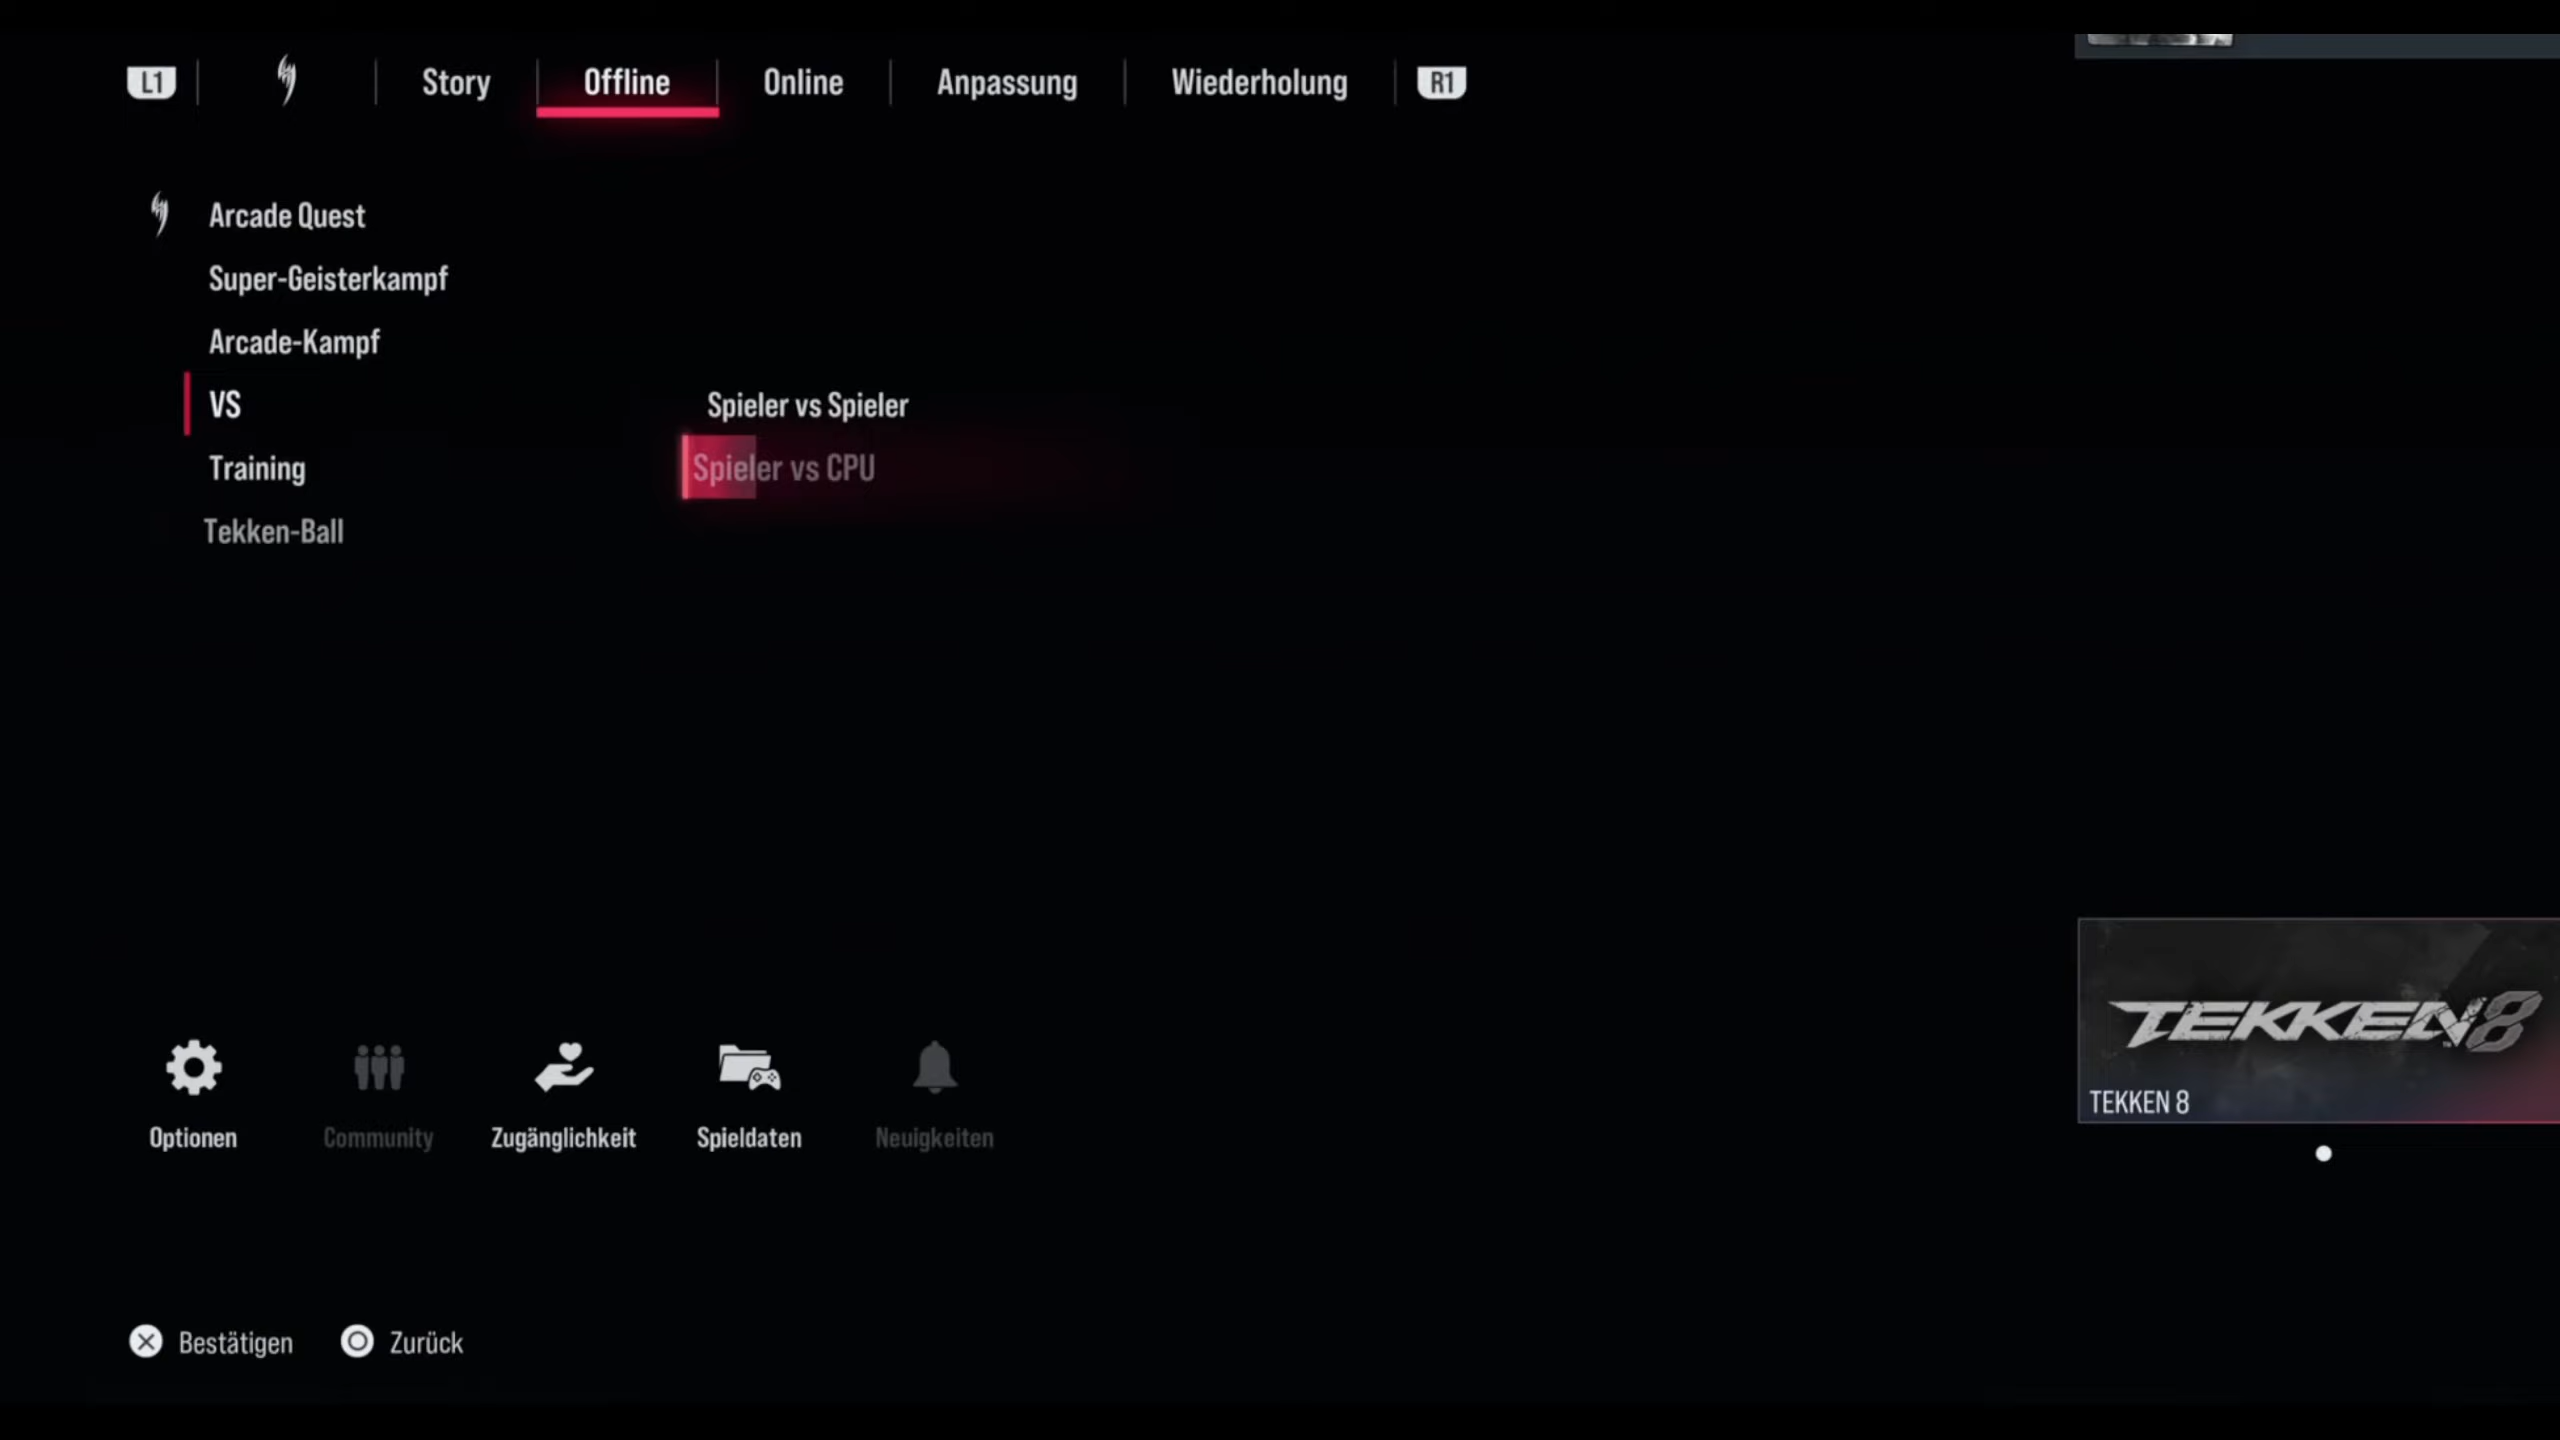 L1 Story Offline Online Anpassung Wiederholung R1
Arcade Quest
Super-Geisterkampf
Arcade-Kampf
VS
Training
Tekken-Ball
Spieler vs Spieler
Spieler vs CPU
TEKKEN 8
TEKKEN 8
Optionen Community Zugänglichkeit Spieldaten Neuigkeiten
Bestätigen Zurück